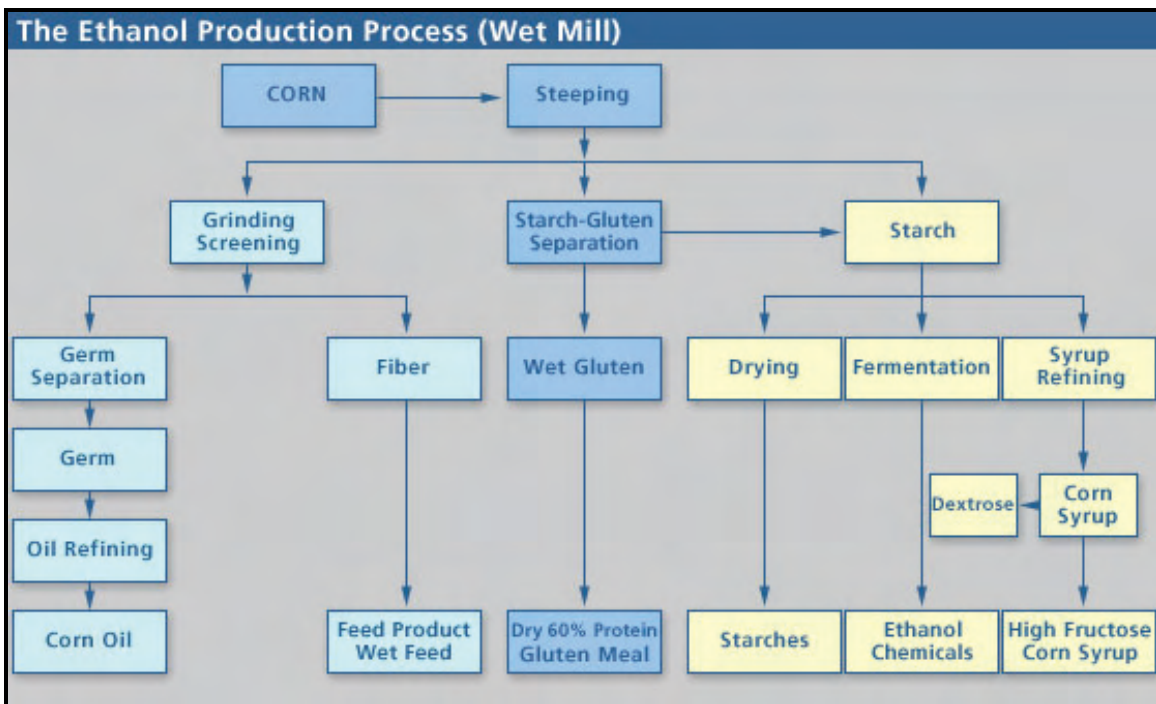 The Ethanol Production Process (Wet Mill)
CORN
Steeping
Grinding
Screening
Starch-Gluten
Separation
Starch
Germ
Separation
Fiber
Wet Gluten
Drying
Fermentation
Syrup
Refining
Germ
Dextrose
Corn
Syrup
Oil Refining
Corn Oil
Feed Product
Wet Feed
Dry 60% Protein
Gluten Meal
Starches
Ethanol
Chemicals
High Fructose
Corn Syrup